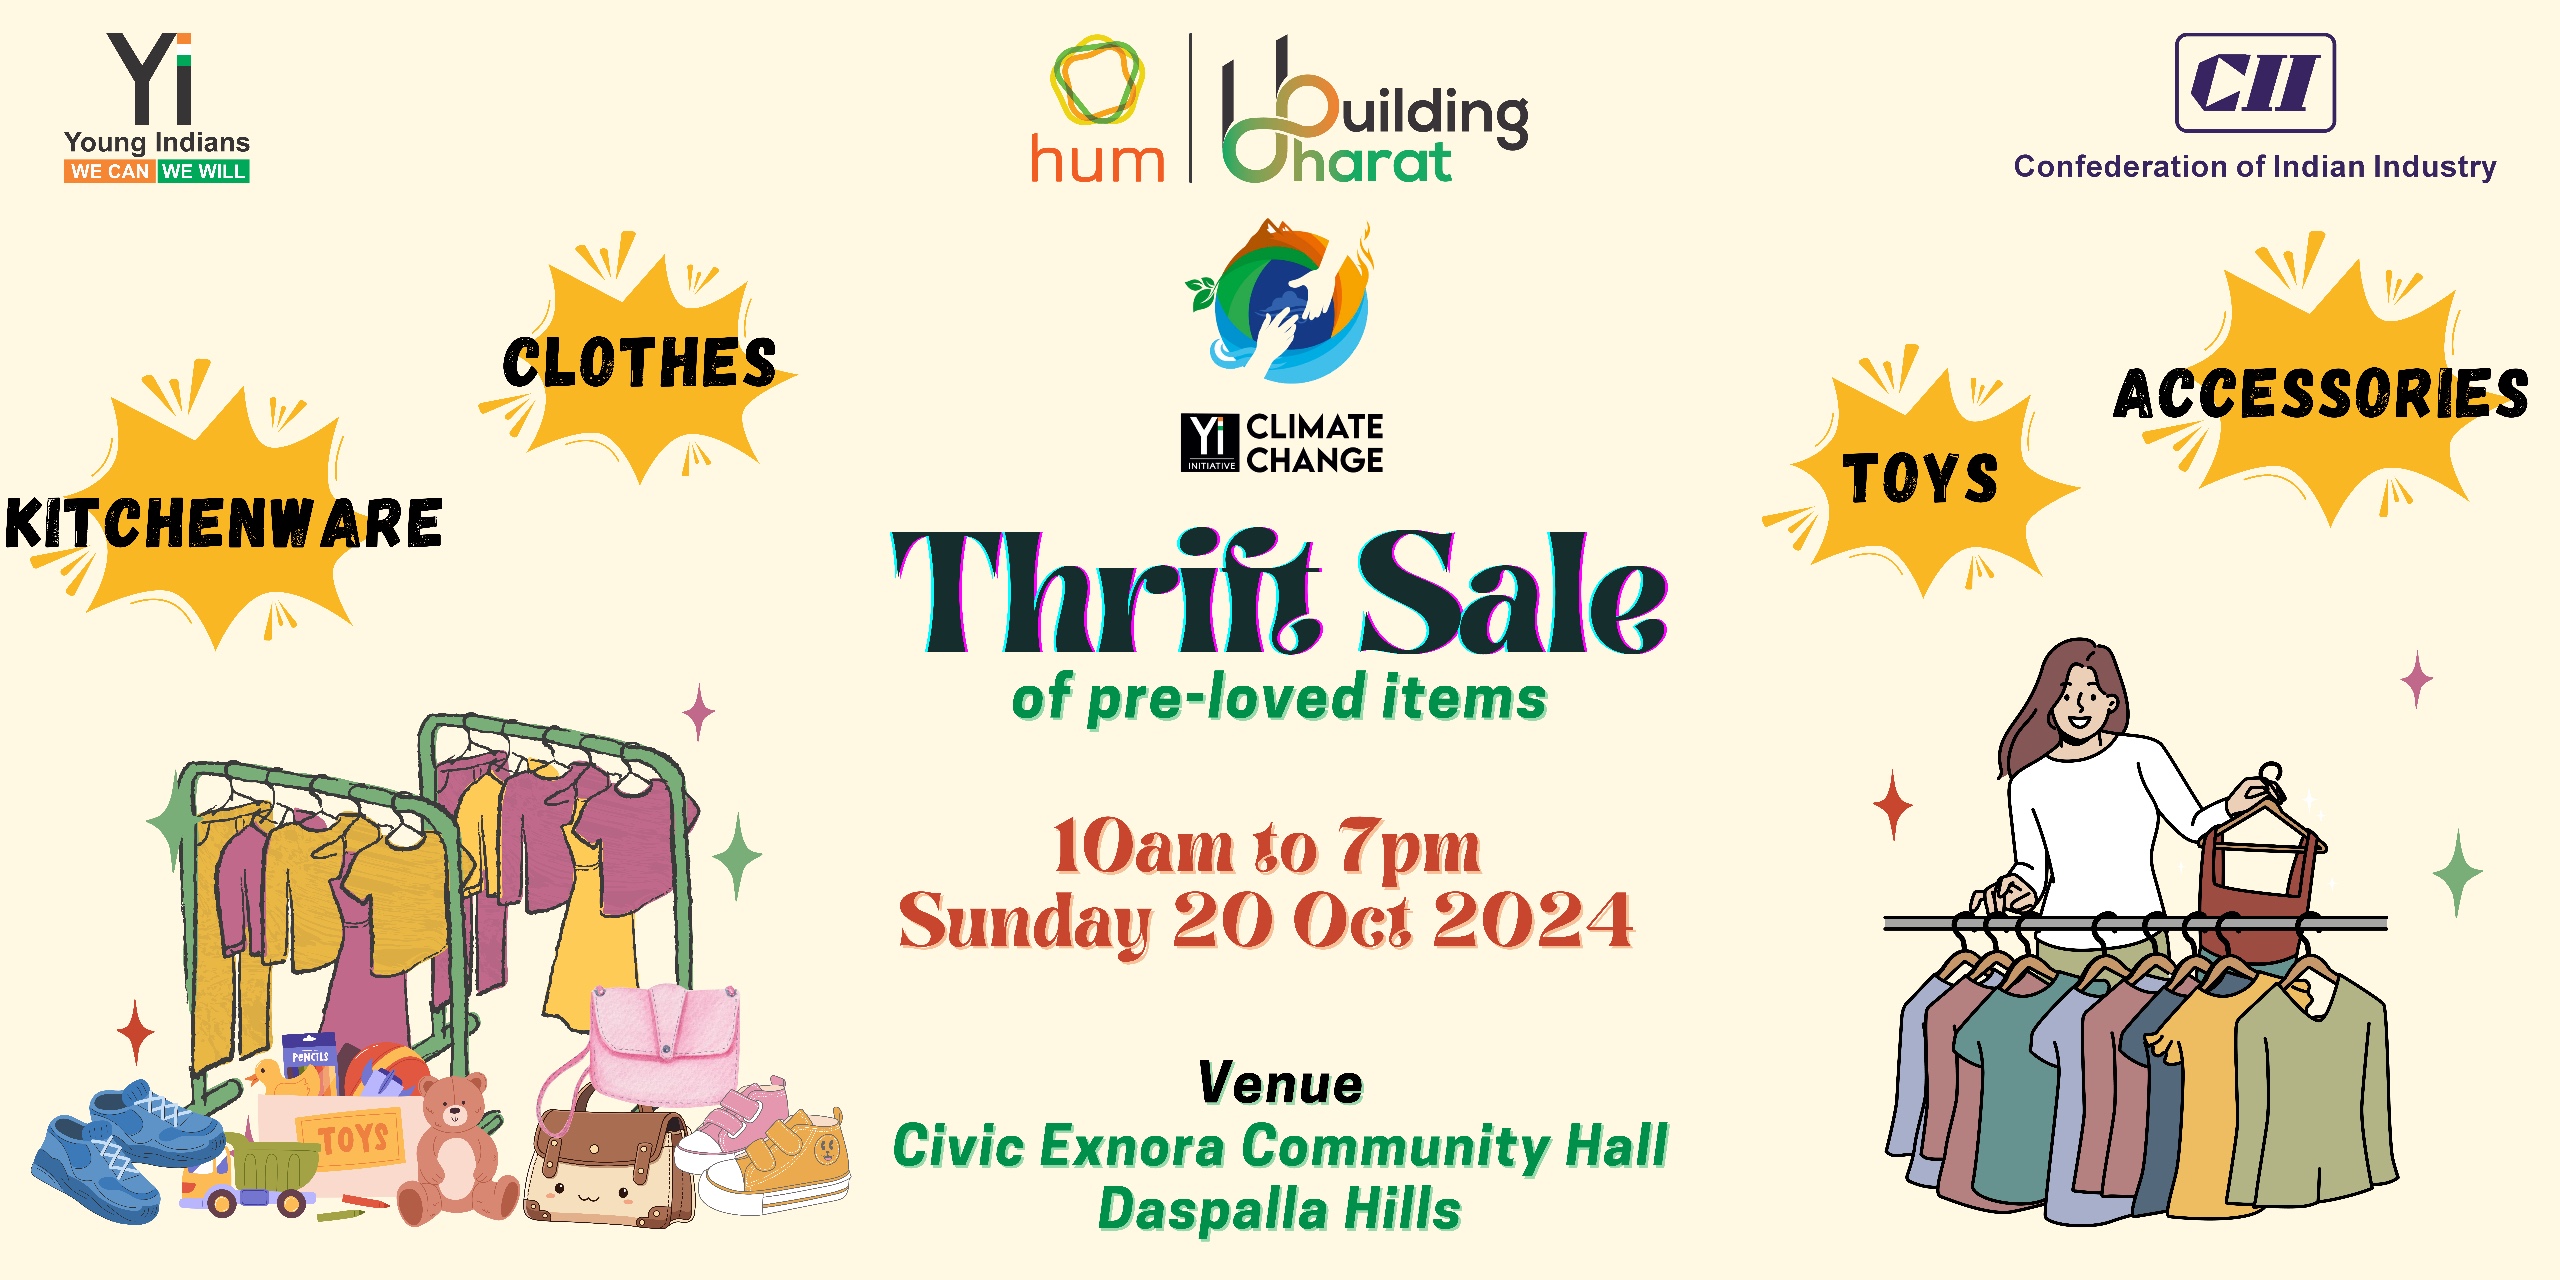 Yi
Young Indians
WE CAN WE WILL
hum
Building
Bharat
CII
Confederation of Indian Industry
CLOTHES
KITCHENWARE
Yi
INITIATIVE
CLIMATE
CHANGE
ACCESSORIES
TOYS
Thrift Sale
of pre-loved items
10am to 7pm
Sunday 20 Oct 2024
Venue
Civic Exnora Community Hall
Daspalla Hills
PENCILS
TOYS